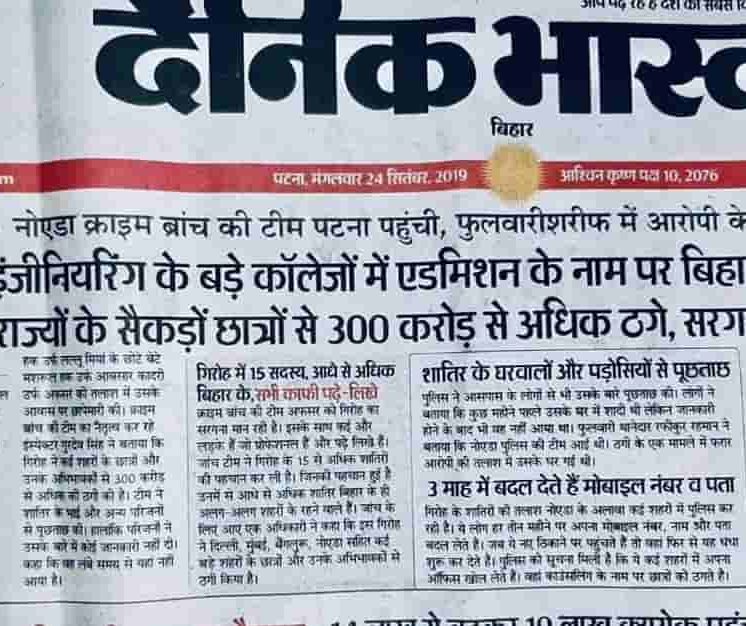 आप पढ़ रहे हैं देश का सबसे
दैनिक भास्
बिहार
m
पटना, मंगलवार 24 सितंबर, 2019
आश्विन कृष्ण पक्ष 10, 2076
नोएडा क्राइम ब्रांच की टीम पटना पहुंची, फुलवारीशरीफ में आरोपी के
इंजीनियरिंग के बड़े कॉलेजों में एडमिशन के नाम पर बिहा
राज्यों के सैकड़ों छात्रों से 300 करोड़ से अधिक ठगे, सरग
हक उर्फ लल्लू मियां के छोटे बेटे
हक उर्फ कादरी
उर्फ अफसर की तलाश में उसके
आवास पर छापेमारी की। क्राइम
ब्रांच की टीम का नेतृत्व कर रहे
इंस्पेक्टर गुरदेव सिंह ने बताया कि
गिरोह ने कई शहरों के छात्रों और
उनके अभिभावकों से 300 करोड़
से अधिक की ठगी की है। टीम ने
शातिर के भाई और अन्य परिजनों
से पूछताछ की। हालांकि परिजनों ने
उसके बारे में कोई जानकारी नहीं दी।
कहा कि वह लंबे समय से यहां नहीं
आया है।
गिरोह में 15 सदस्य, आधे से अधिक
बिहार के, सभी काफी पढ़े-लिखे
क्राइम ब्रांच की टीम अफसर को गिरोह का
सरगना मान रही है। इसके साथ कई और
लड़के हैं जो प्रोफेशनल हैं और पढ़े लिखे हैं।
जांच टीम ने गिरोह के 15 से अधिक शातिरों
की पहचान कर ली है। जिनकी पहचान हुई है
उनमें से आधे से अधिक शातिर बिहार के ही
अलग-अलग शहरों के रहने वाले हैं। जांच के
लिए आए एक अधिकारी ने कहा कि इस गिरोह
ने दिल्ली, मुंबई, बेंगलुरू, नोएडा सहित कई
बड़े शहरों के छात्रों और उनके अभिभावकों से
ठगी किया है।
शातिर के घरवालों और पड़ोसियों से पूछताछ
पुलिस ने आसपास के लोगों से भी उसके बारे पूछताछ की। लोगों ने
बताया कि कुछ महीने पहले उसके घर में शादी थी लेकिन जानकारी
होने के बाद भी वह नहीं आया था। फुलवारी थानेदार रफीकुर रहमान ने
बताया कि नोएडा पुलिस की टीम आई थी। ठगी के एक मामले में फरार
आरोपी की तलाश में उसके घर गई थी।
3 माह में बदल देते हैं मोबाइल नंबर व पता
गिरोह के शातिरों की तलाश नोएडा के अलावा कई शहरों में पुलिस कर
रही है। ये लोग हर तीन महीने पर अपना मोबाइल नंबर, नाम और पता
बदल लेते हैं। जब ये नए ठिकाने पर पहुंचते हैं तो वहां फिर से यह धंधा
शुरू कर देते हैं। पुलिस को सूचना मिली है कि ये कई शहरों में अपना
ऑफिस खोल लेते हैं। वहां काउंसलिंग के नाम पर छात्रों को ठगते हैं।